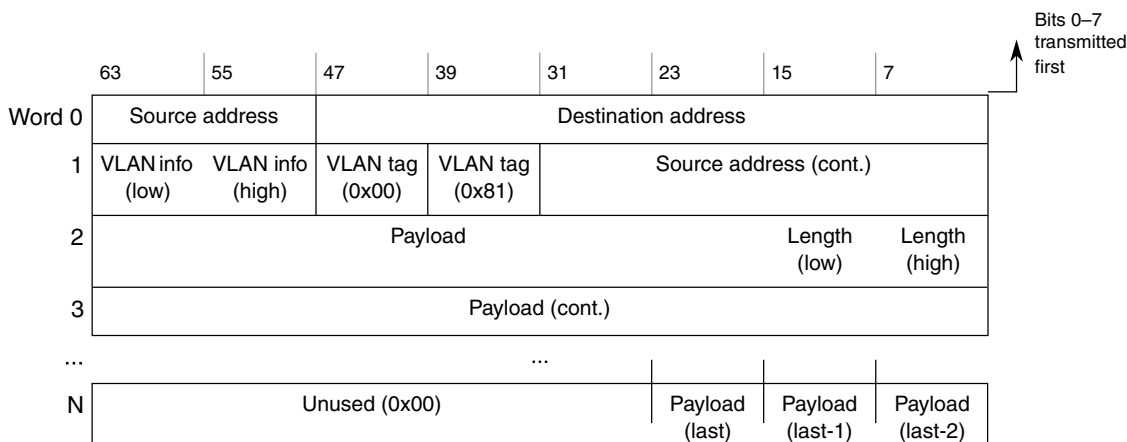 Bits 0–7
transmitted
first
63 55 47 39 31 23 15 7
Word 0 Source address Destination address
1 VLAN info VLAN info VLAN tag VLAN tag Source address (cont.)
(low) (high) (0x00) (0x81)
2 Payload Length Length
(low) (high)
3 Payload (cont.)
... ...
N Unused (0x00) Payload Payload Payload
(last) (last-1) (last-2)